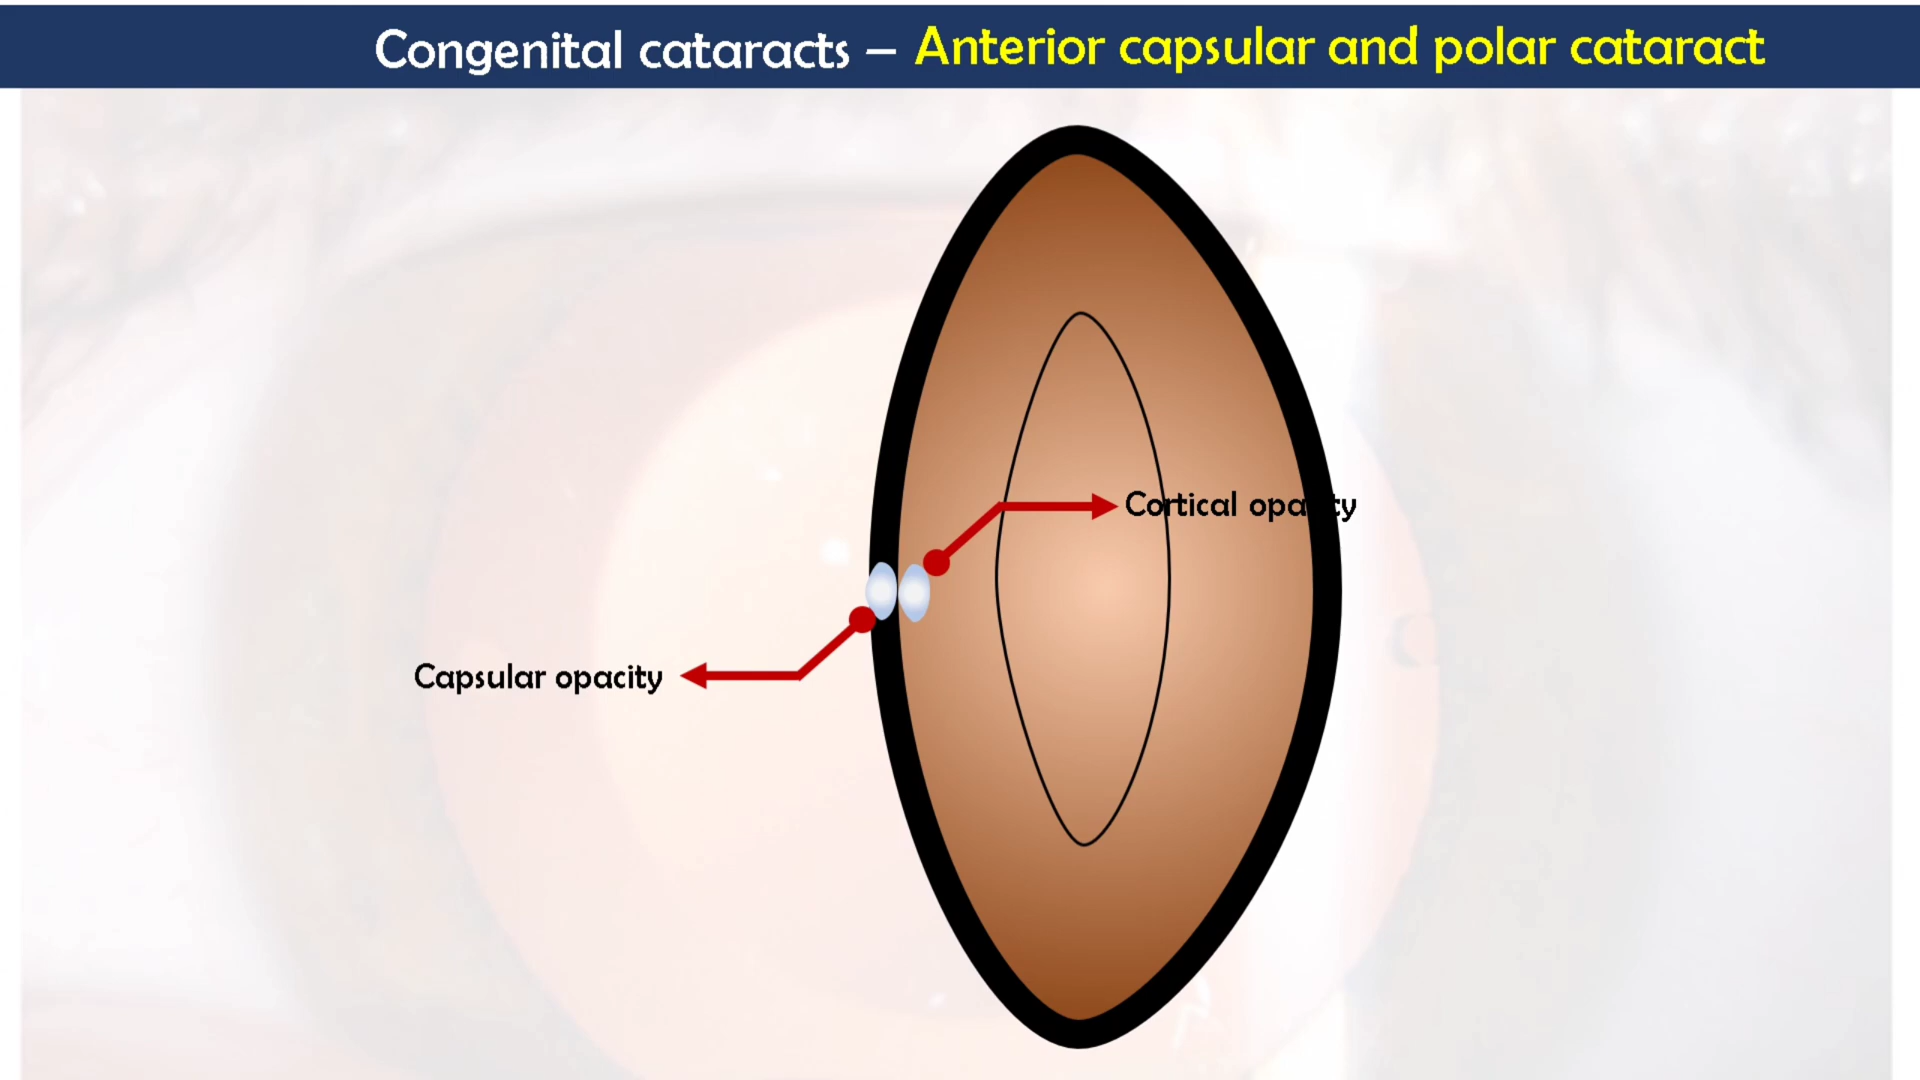 Congenital cataracts – Anterior capsular and polar cataract
Cortical opacity
Capsular opacity